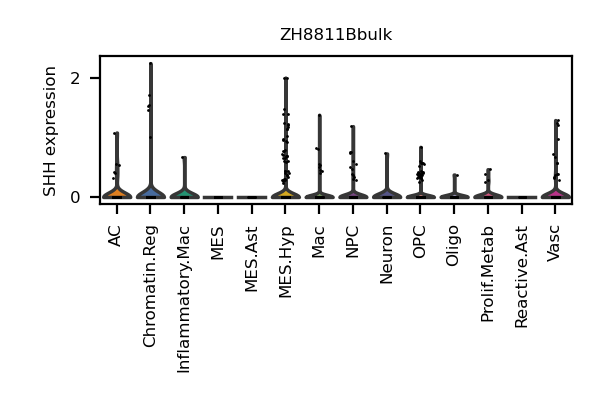 ZH8811Bbulk
SHH expression
2
0
AC
Chromatin.Reg
Inflammatory.Mac
MES
MES.Ast
MES.Hyp
Mac
NPC
Neuron
OPC
Oligo
Prolif.Metab
Reactive.Ast
Vasc